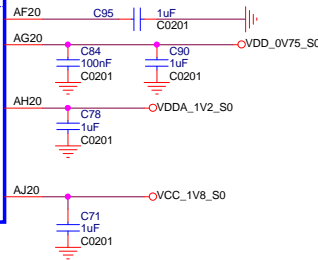 AF20 C95 1uF
C0201
AG20 VDD_0V75_S0
C84 C90
100nF 1uF
C0201 C0201
AH20 VDDA_1V2_S0
C78
1uF
C0201
AJ20 VCC_1V8_S0
C71
1uF
C0201